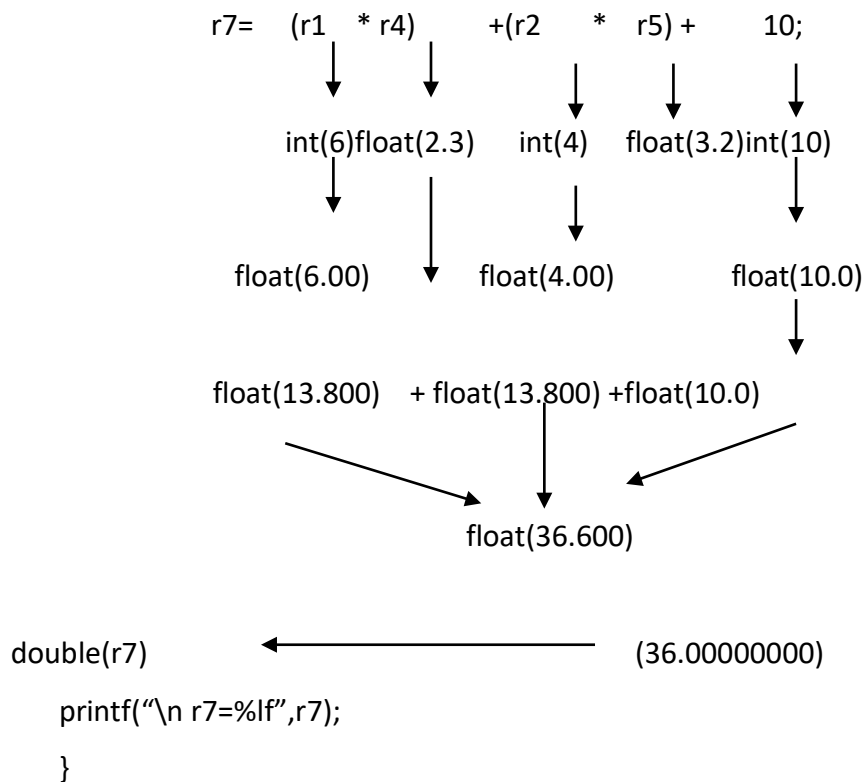 r7= (r1 * r4) +(r2 * r5) + 10;
int(6)float(2.3) int(4) float(3.2)int(10)
float(6.00) float(4.00) float(10.0)
float(13.800) + float(13.800) +float(10.0)
float(36.600)
double(r7) (36.00000000)
printf(“\n r7=%lf”,r7);
}